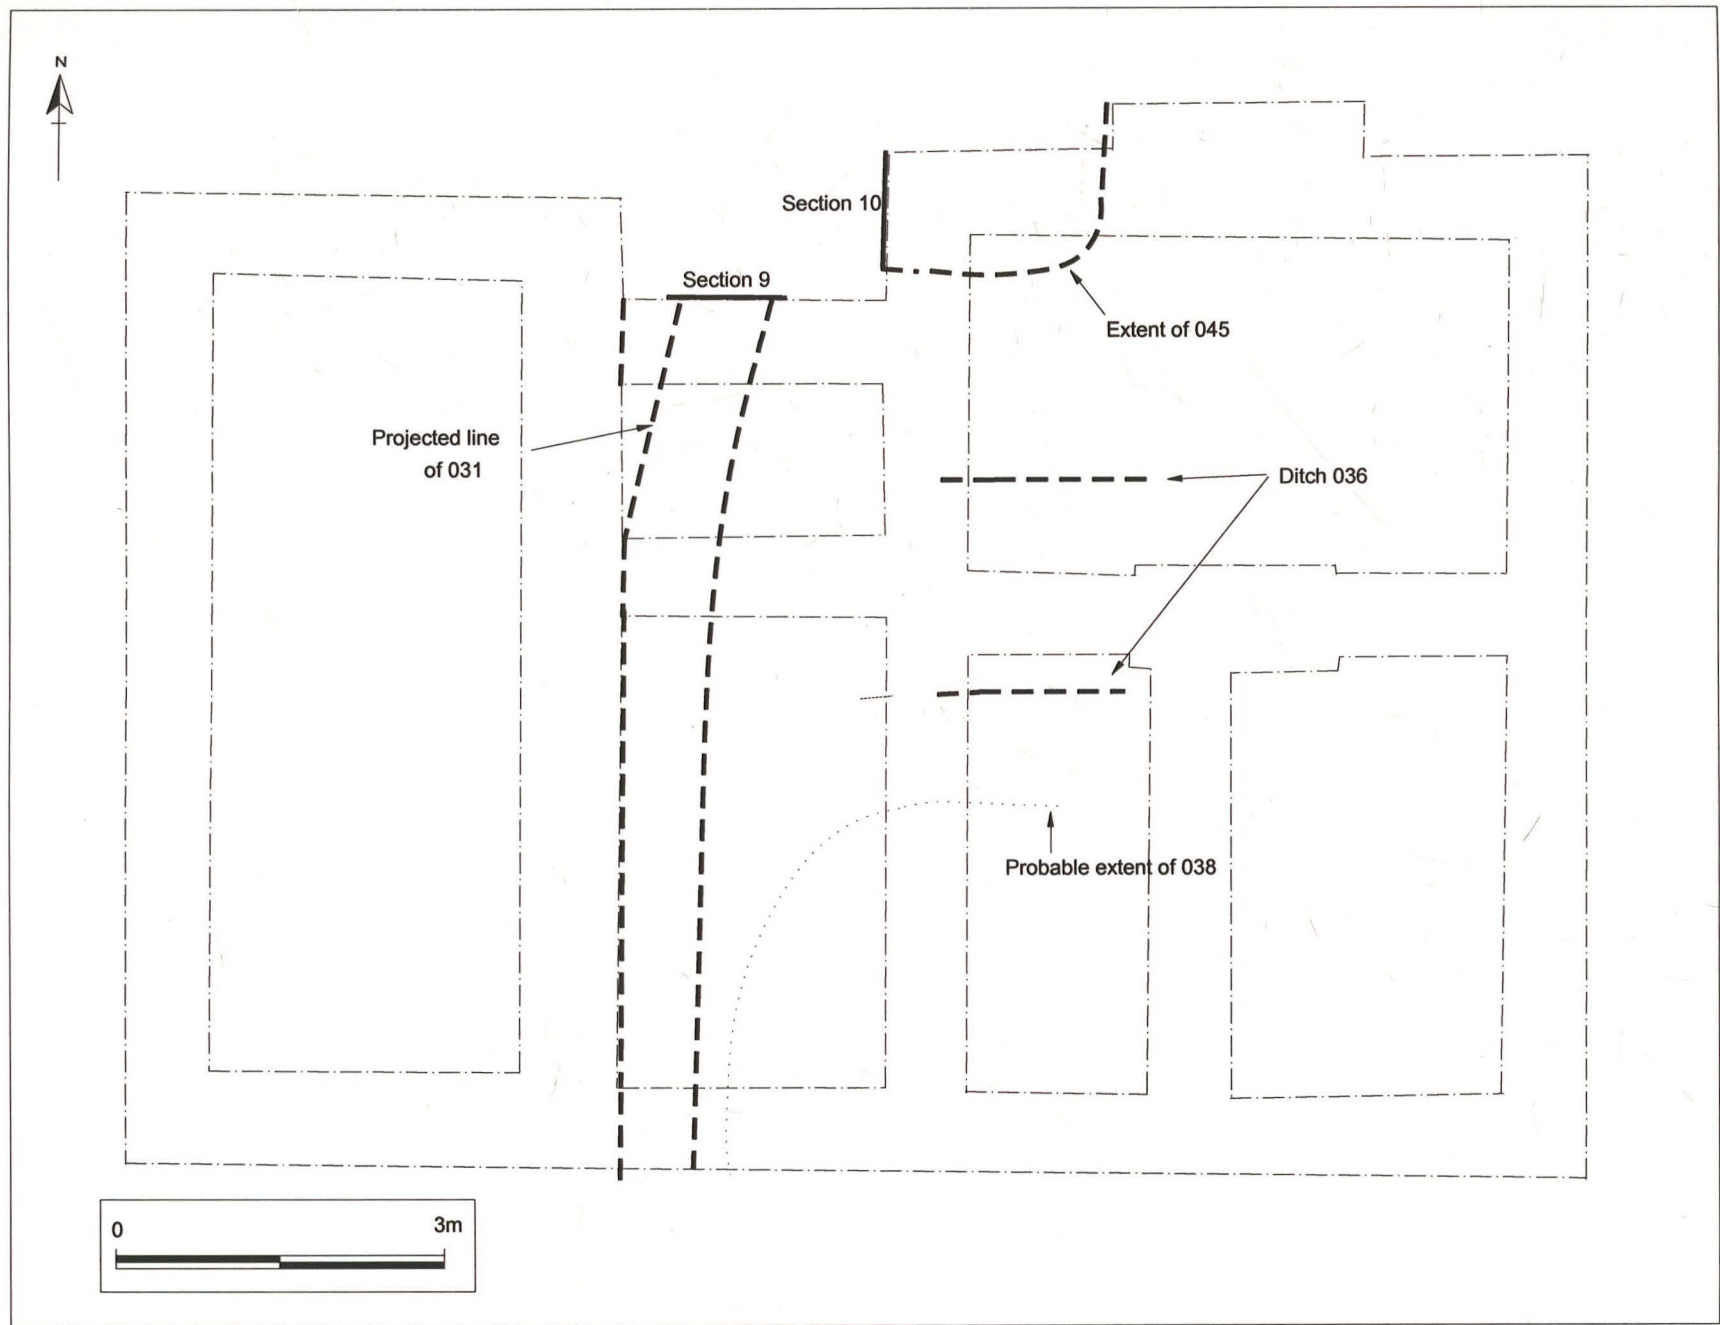 N
Section 10
Section 9
Extent of 045
Projected line
of 031
Ditch 036
Probable extent of 038
0 3m